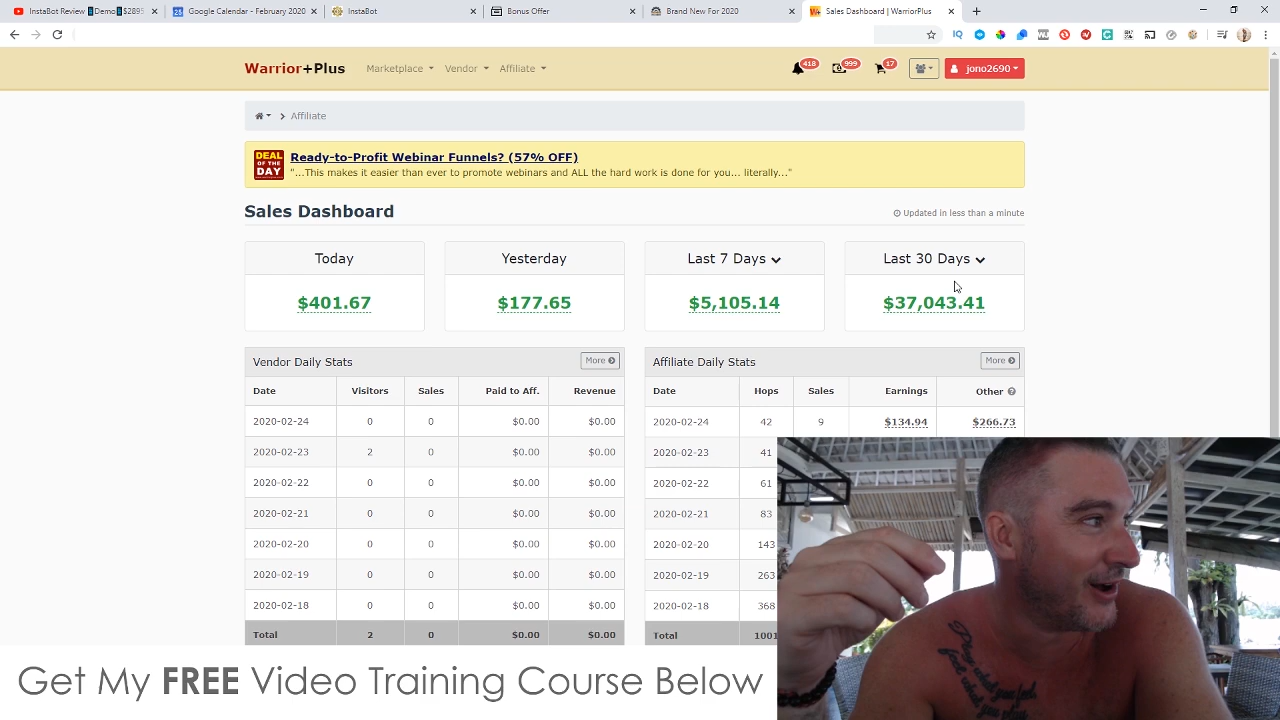 InstaBot Review Demo $2895
Google Calendar - February 2020
InstaBot
Bonus Offer
Brand New For 2020
Sales Dashboard | WarriorPlus
Warrior+Plus
Marketplace
Vendor
Affiliate
418
999
17
jono2690
Affiliate
DEAL OF THE DAY
Ready-to-Profit Webinar Funnels? (57% OFF)
"...This makes it easier than ever to promote webinars and ALL the hard work is done for you... literally..."
Sales Dashboard
Updated in less than a minute
Today
Yesterday
Last 7 Days
Last 30 Days
$401.67
$177.65
$5,105.14
$37,043.41
Vendor Daily Stats
More
Date Visitors Sales Paid to Aff. Revenue
2020-02-24 0 0 $0.00 $0.00
2020-02-23 2 0 $0.00 $0.00
2020-02-22 0 0 $0.00 $0.00
2020-02-21 0 0 $0.00 $0.00
2020-02-20 0 0 $0.00 $0.00
2020-02-19 0 0 $0.00 $0.00
2020-02-18 0 0 $0.00 $0.00
Total 2 0 $0.00 $0.00
Affiliate Daily Stats
More
Date Hops Sales Earnings Other
2020-02-24 42 9 $134.94 $266.73
2020-02-23 41
2020-02-22 61
2020-02-21 83
2020-02-20 143
2020-02-19 263
2020-02-18 368
Total 1001
Get My FREE Video Training Course Below